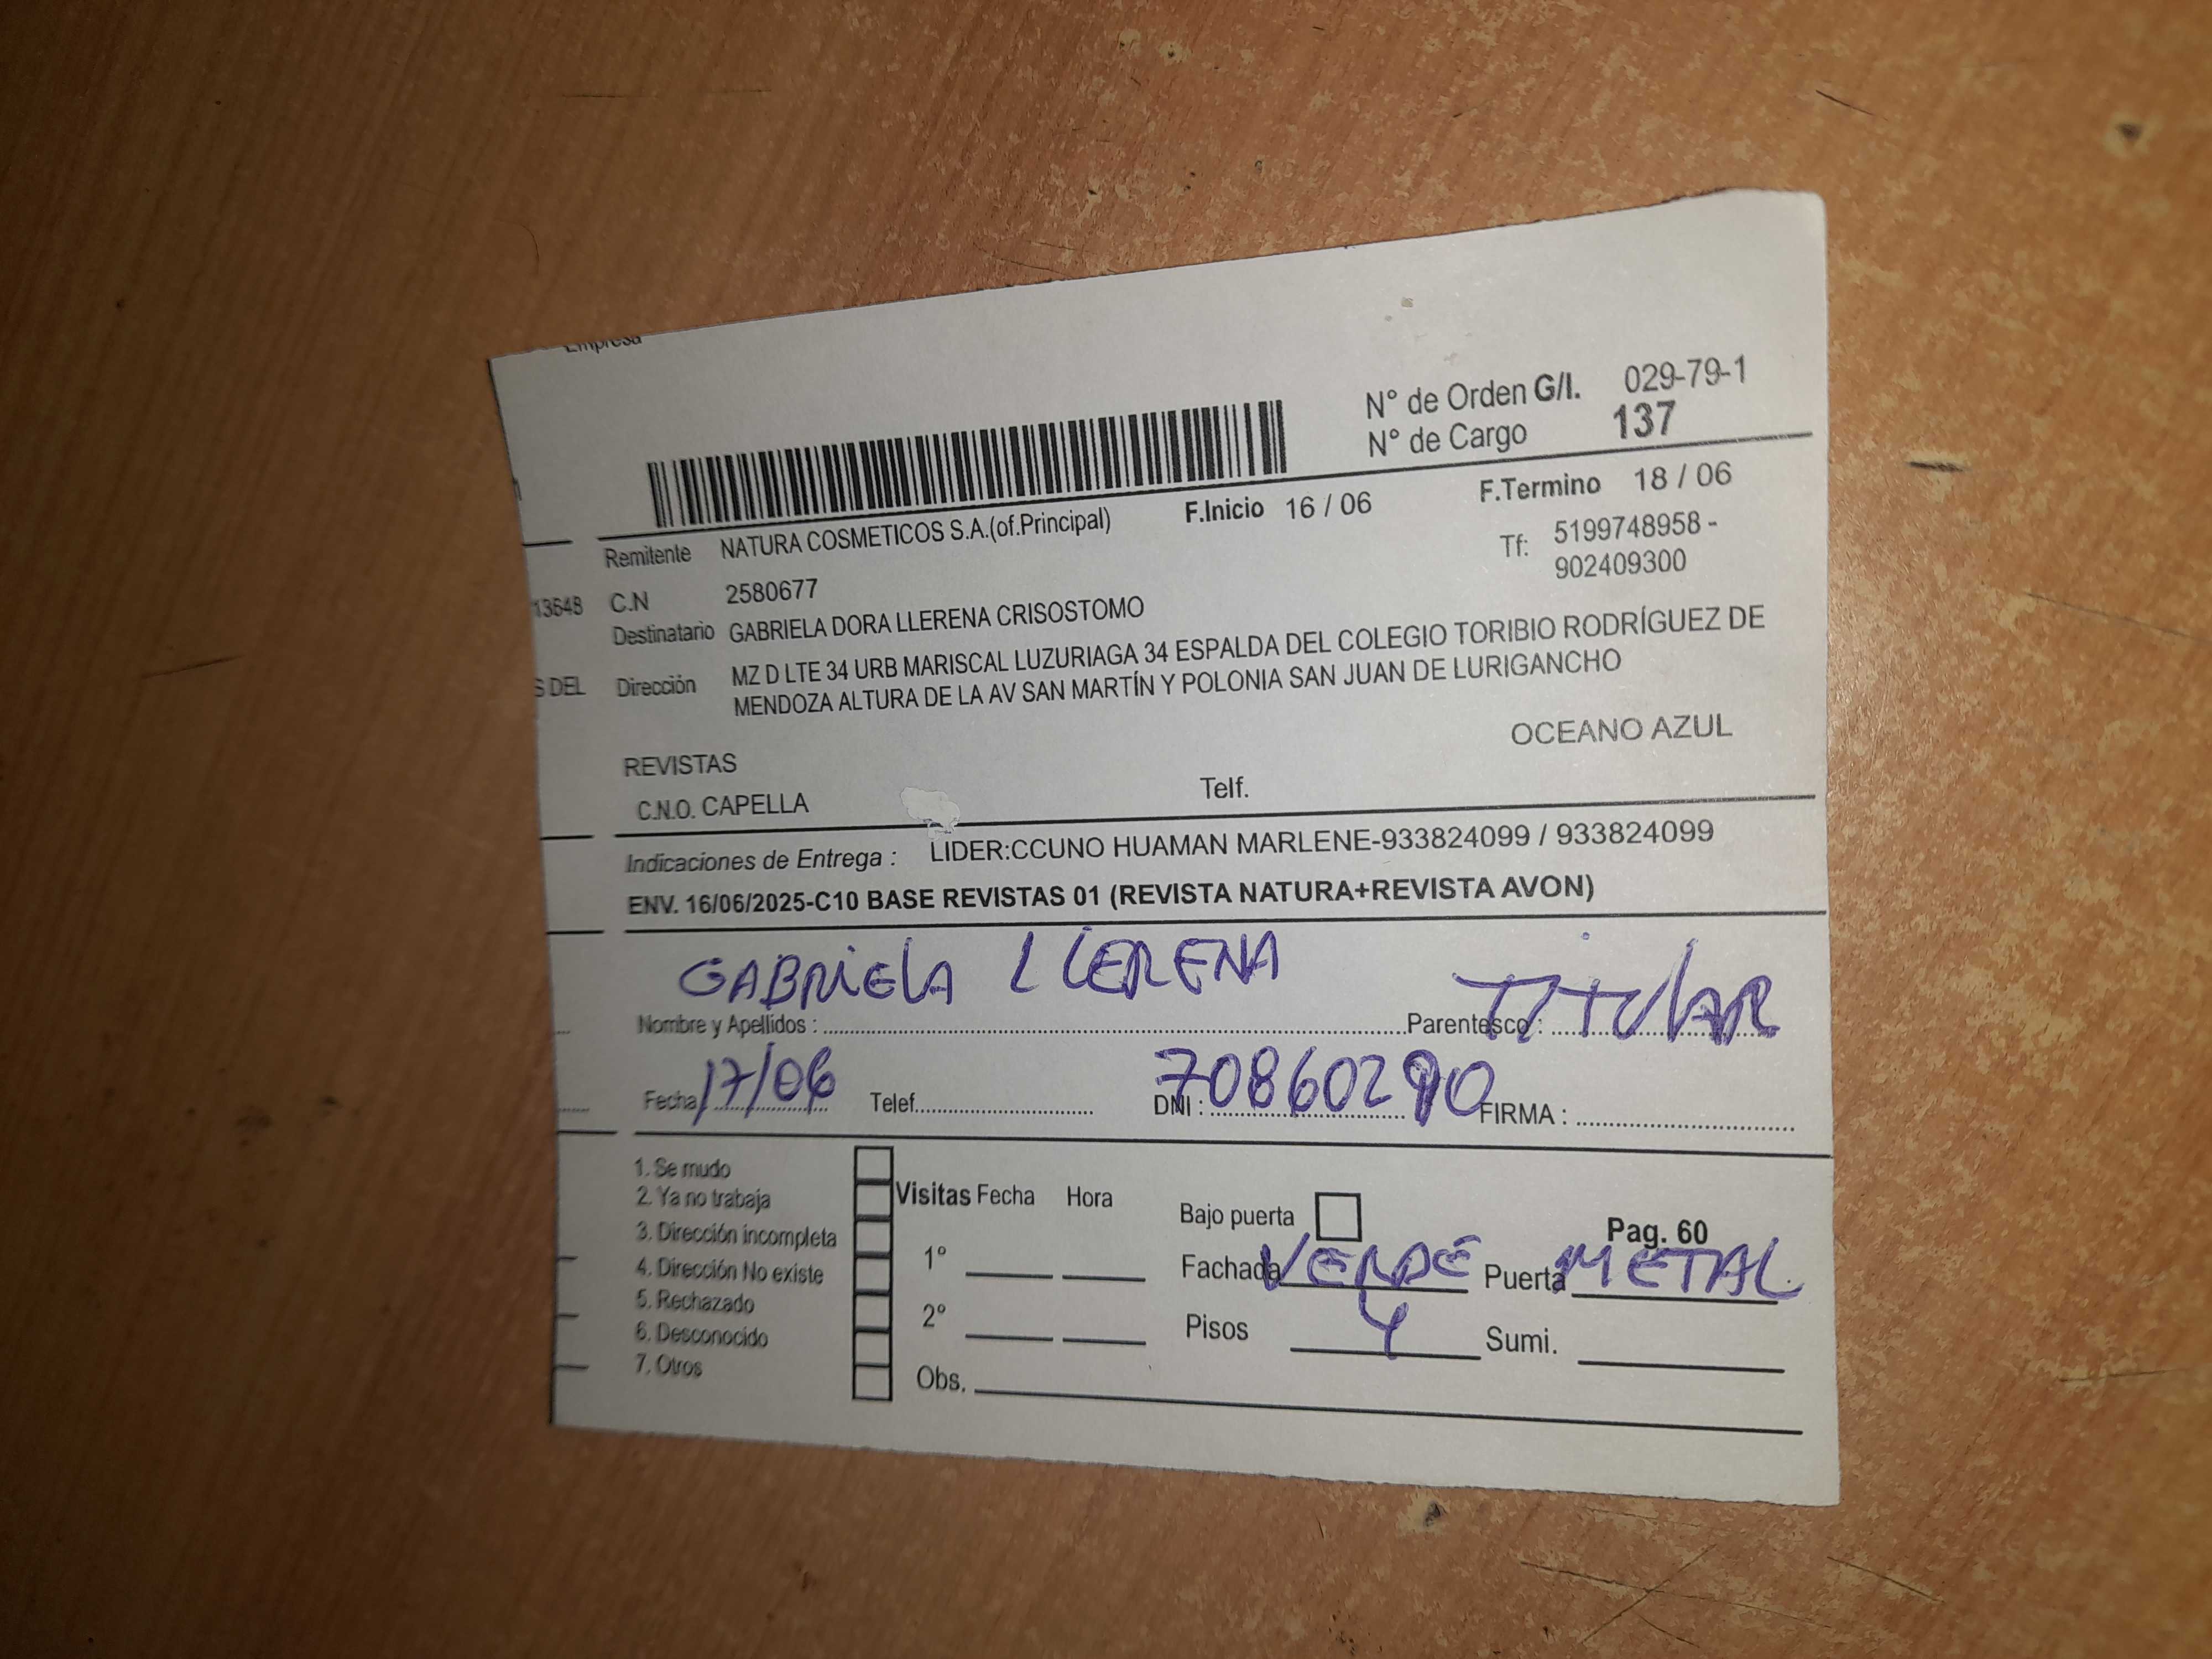 Empresa
N° de Orden G/I. 029-79-1
N° de Cargo 137
F.Inicio 16 / 06 F.Termino 18 / 06
Remitente NATURA COSMETICOS S.A.(of.Principal)
Tf: 5199748958 -
902409300
13648 C.N 2580677
Destinatario GABRIELA DORA LLERENA CRISOSTOMO
S DEL Dirección MZ D LTE 34 URB MARISCAL LUZURIAGA 34 ESPALDA DEL COLEGIO TORIBIO RODRÍGUEZ DE
MENDOZA ALTURA DE LA AV SAN MARTÍN Y POLONIA SAN JUAN DE LURIGANCHO
OCEANO AZUL
REVISTAS
C.N.O. CAPELLA Telf.
Indicaciones de Entrega : LIDER:CCUNO HUAMAN MARLENE-933824099 / 933824099
ENV. 16/06/2025-C10 BASE REVISTAS 01 (REVISTA NATURA+REVISTA AVON)
GABRIELA LLERENA TITULAR
Nombre y Apellidos : Parentesco :
Fecha 17/06 Telef. DNI : 70860290 FIRMA :
1. Se mudo
2. Ya no trabaja
3. Dirección incompleta
4. Dirección No existe
5. Rechazado
6. Desconocido
7. Otros
Visitas Fecha Hora
1°
2°
Obs.
Bajo puerta Pag. 60
Fachada VERDE Puerta METAL
Pisos 4 Sumi.